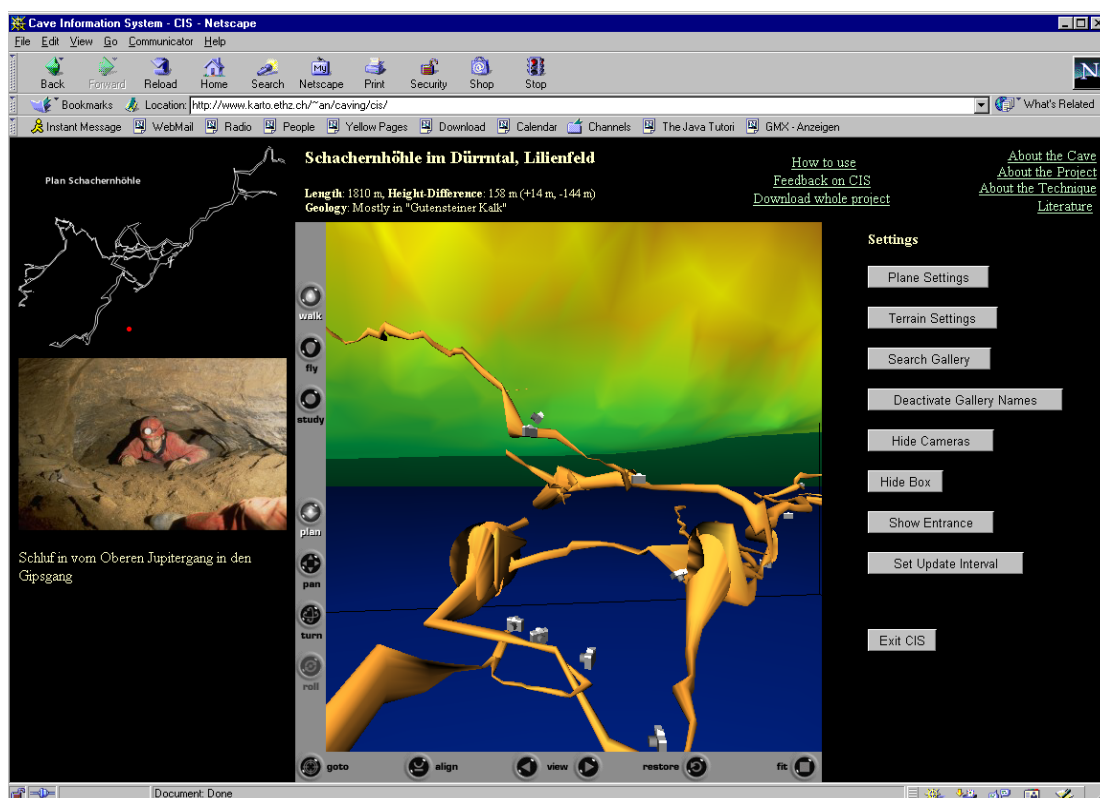 Cave Information System - CIS - Netscape
File Edit View Go Communicator Help
Back Forward Reload Home Search Netscape Print Security Shop Stop
My
N
Bookmarks Location: http://www.karto.ethz.ch/~an/caving/cis/ What's Related
Instant Message WebMail Radio People Yellow Pages Download Calendar Channels The Java Tutori GMX - Anzeigen
Plan Schachernhöhle
Schachernhöhle im Dürrntal, Lilienfeld
Length: 1810 m, Height-Difference: 158 m (+14 m, -144 m)
Geology: Mostly in "Gutensteiner Kalk"
How to use
Feedback on CIS
Download whole project
About the Cave
About the Project
About the Technique
Literature
Schluf in vom Oberen Jupitergang in den
Gipsgang
walk
fly
study
plan
pan
turn
roll
goto align view restore fit
Settings
Plane Settings
Terrain Settings
Search Gallery
Deactivate Gallery Names
Hide Cameras
Hide Box
Show Entrance
Set Update Interval
Exit CIS
Document: Done